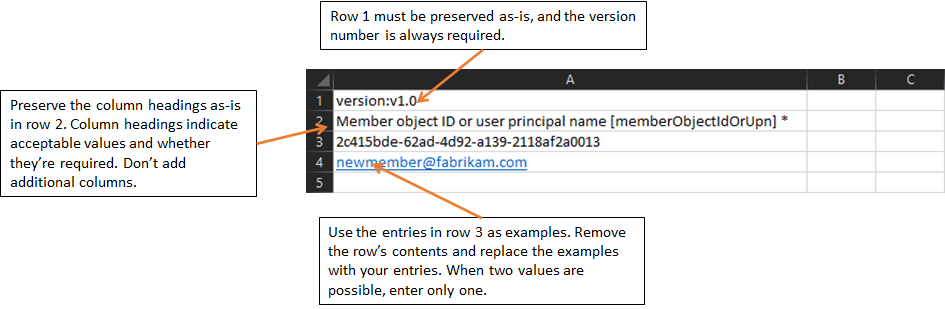 Row 1 must be preserved as-is, and the version
number is always required.
Preserve the column headings as-is
in row 2. Column headings indicate
acceptable values and whether
they're required. Don't add
additional columns.
A B C
1 version:v1.0
2 Member object ID or user principal name [memberObjectIdOrUpn] *
3 2c415bde-62ad-4d92-a139-2118af2a0013
4 newmember@fabrikam.com
5
Use the entries in row 3 as examples. Remove
the row's contents and replace the examples
with your entries. When two values are
possible, enter only one.